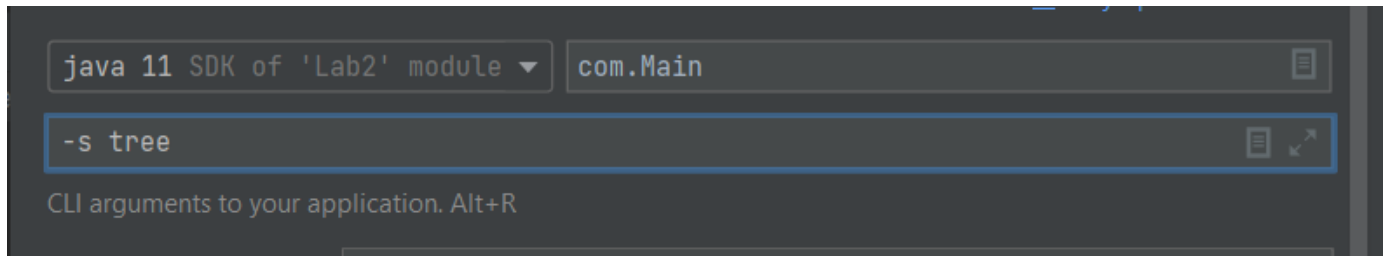 java 11 SDK of 'Lab2' module com.Main
-s tree
CLI arguments to your application. Alt+R